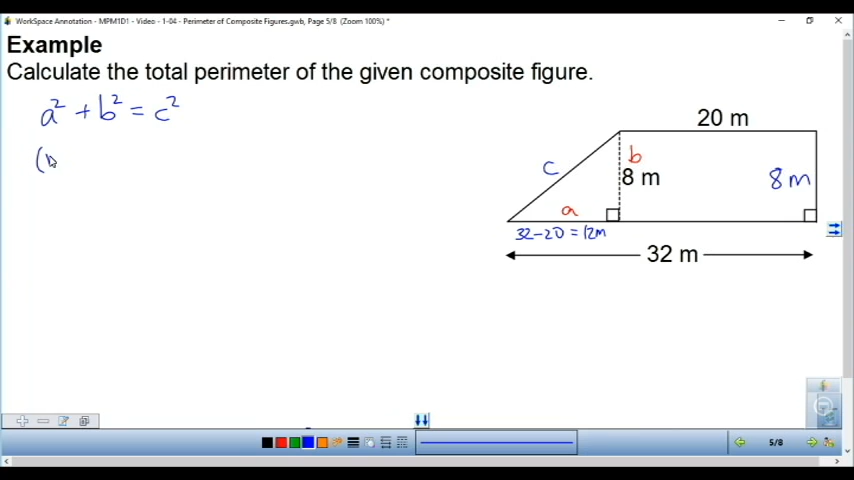 WorkSpace Annotation - MPM1D1 - Video - 1-04 - Perimeter of Composite Figures.gwb, Page 5/8 (Zoom 100%) *
Example
Calculate the total perimeter of the given composite figure.
a² + b² = c²
(
20 m
b
c
8 m
8m
a
32-20 = 12m
32 m
5/8